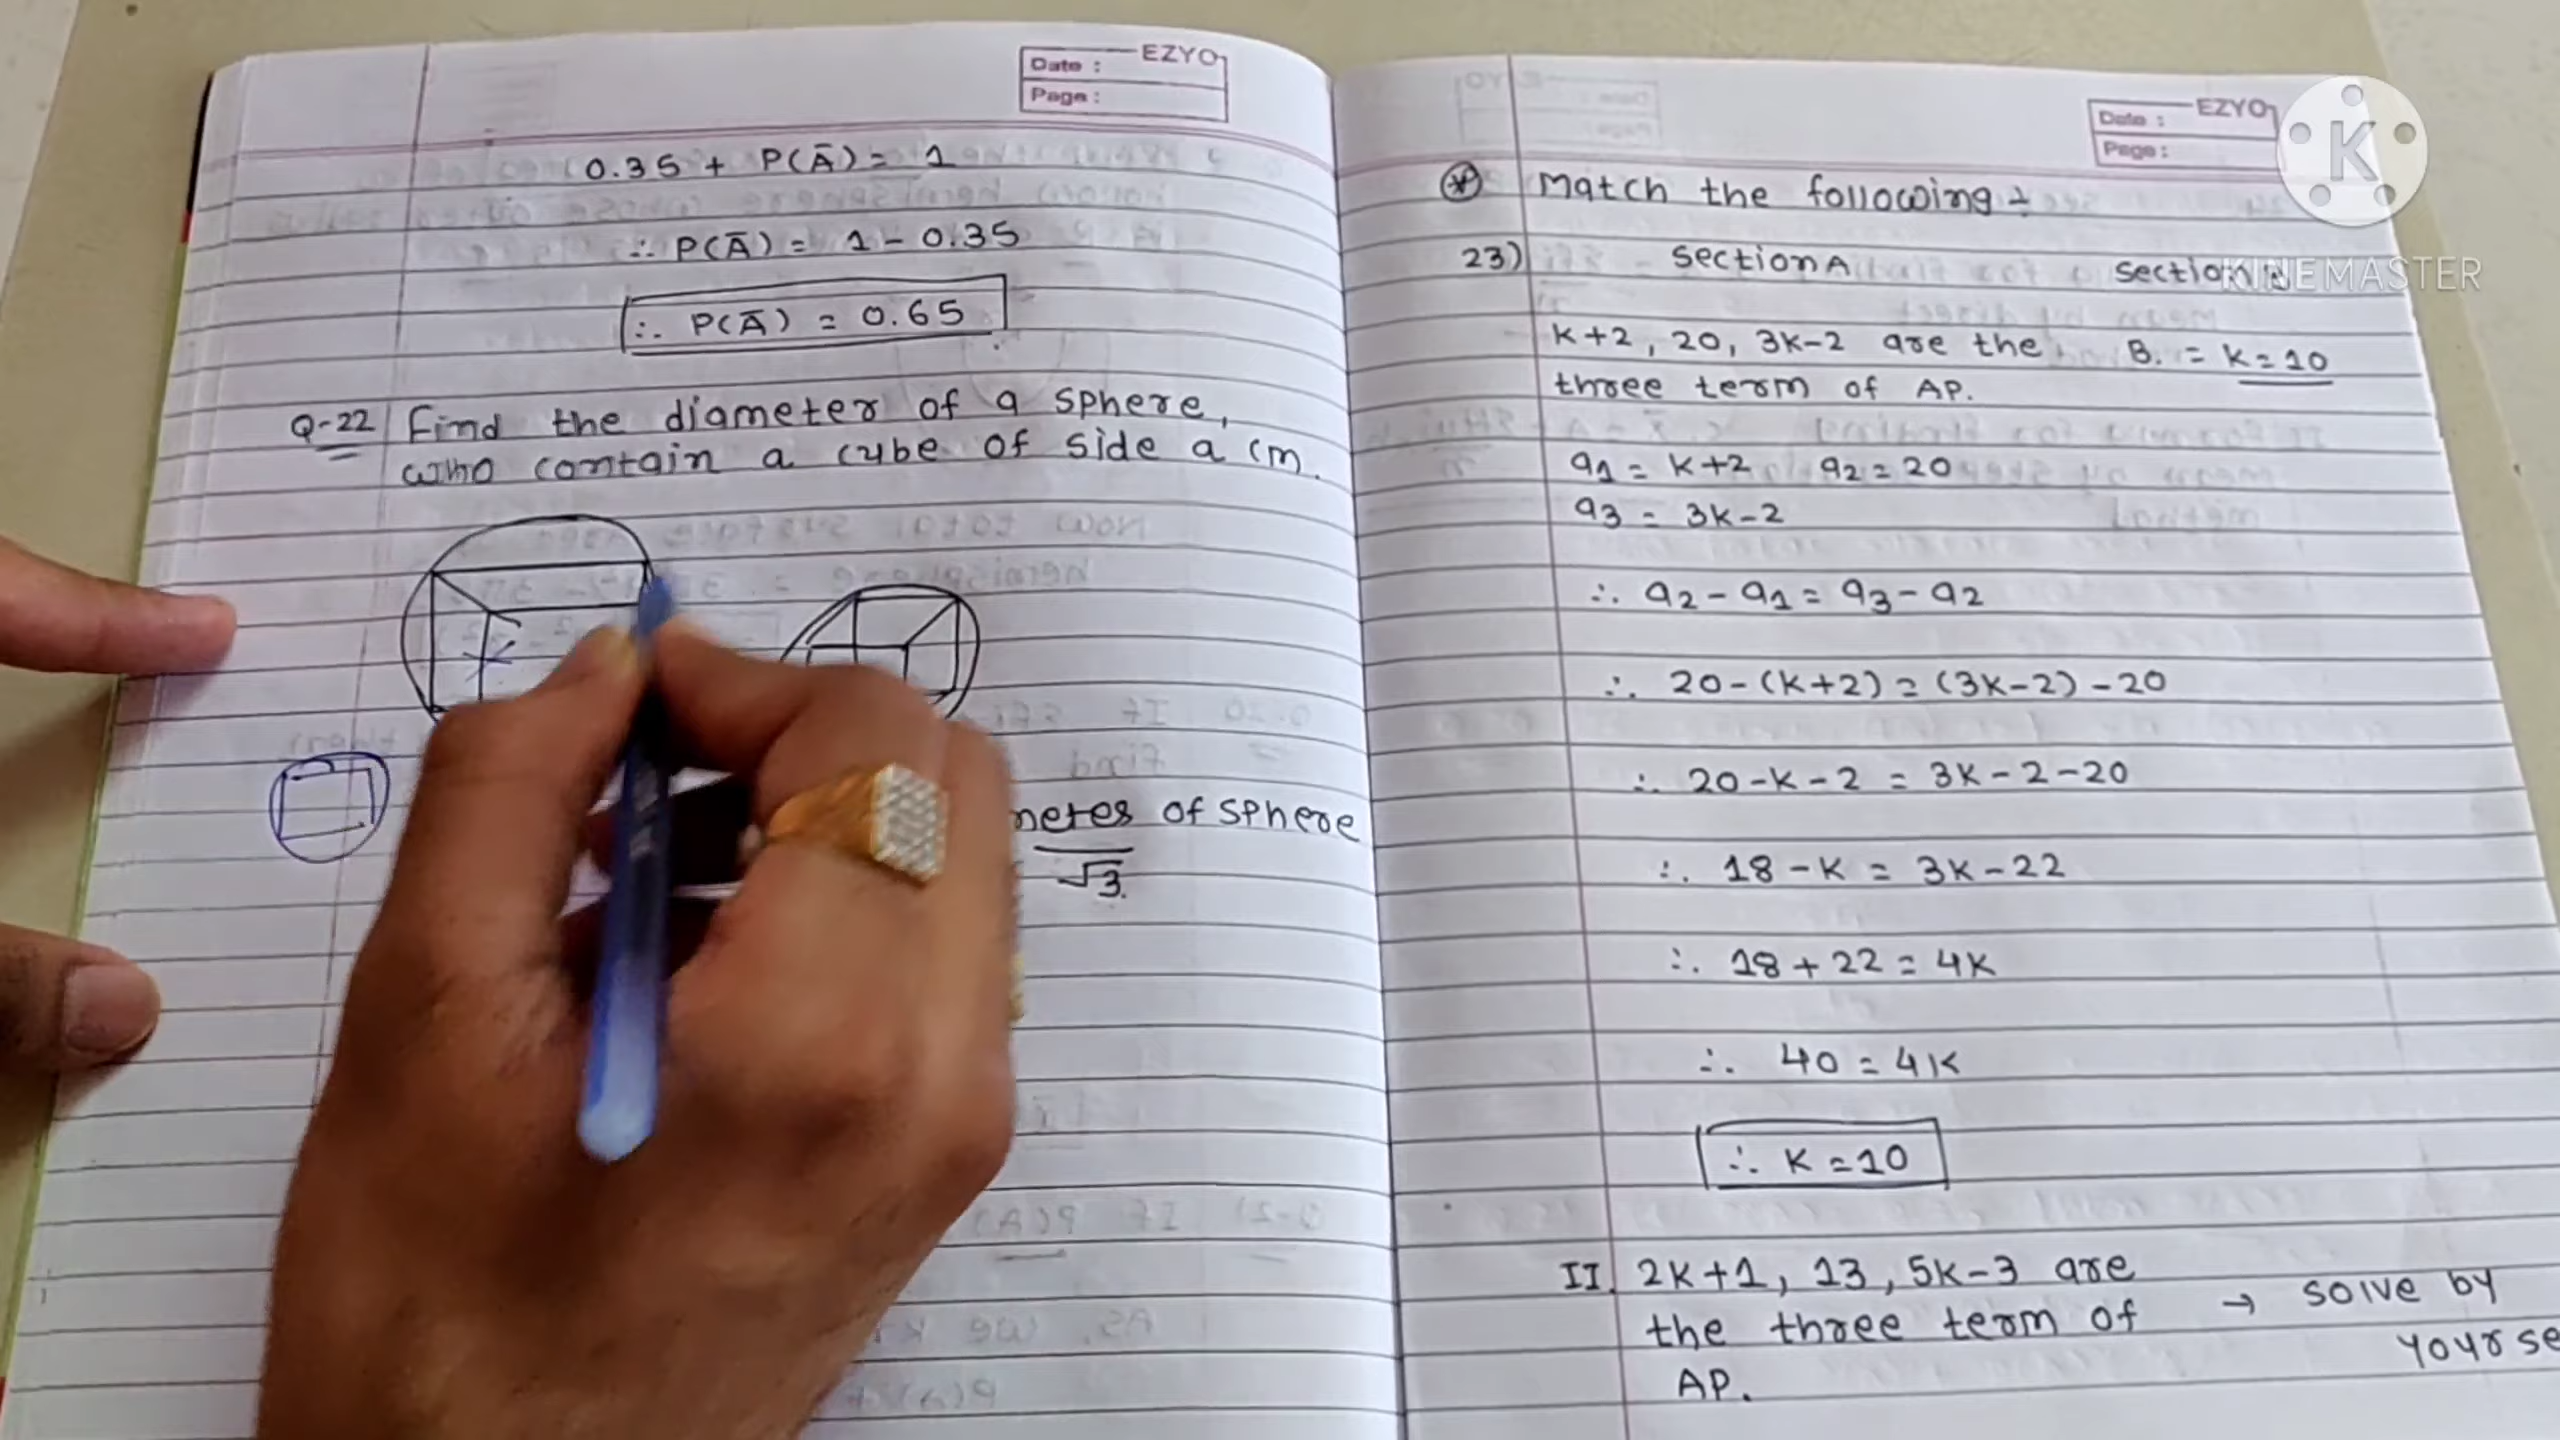 EZYO
Date :
Page :
0.35 + P(Ā) = 1
∴ P(Ā) = 1 - 0.35
∴ P(Ā) = 0.65
Q-22 Find the diameter of a sphere,
who contain a cube of side a cm.
of sphere
√3.
EZYO
Date :
Page :
K
KINEMASTER
Match the following ÷
23) section A section
K+2, 20, 3K-2 are the B. = K=10
three term of AP.
a1 = K+2 a2 = 20
a3 = 3K-2
∴ a2 - a1 = a3 - a2
∴ 20-(K+2) = (3K-2)-20
∴ 20-K-2 = 3K-2-20
∴ 18-K = 3K-22
∴ 18+22 = 4K
∴ 40 = 4K
∴ K=10
II. 2K+1, 13, 5K-3 are
the three term of → solve by
AP.